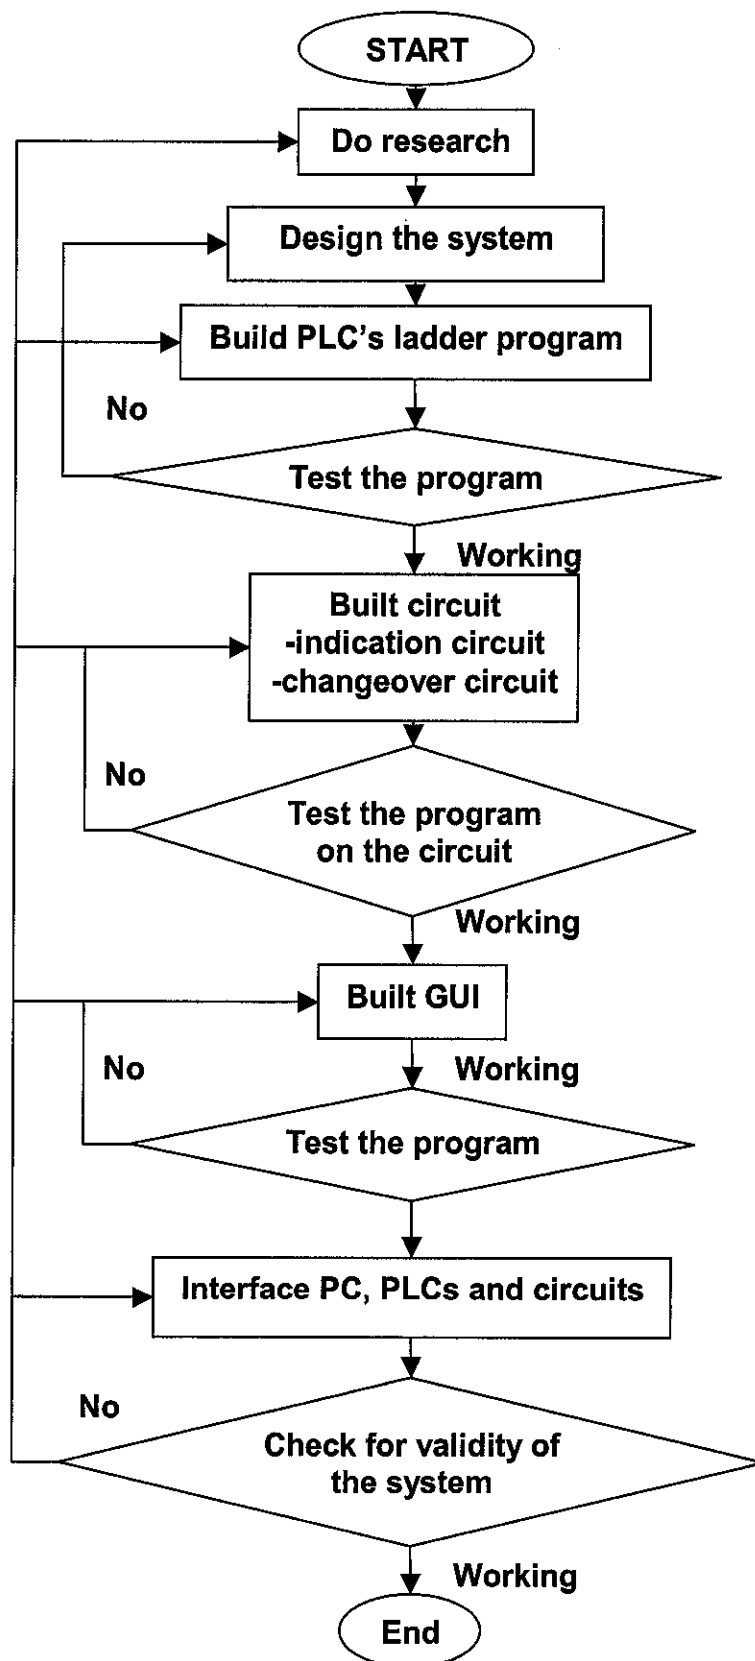 START
Do research
Design the system
Build PLC's ladder program
No
Test the program
Working
Built circuit
-indication circuit
-changeover circuit
No
Test the program
on the circuit
Working
Built GUI
No
Working
Test the program
Interface PC, PLCs and circuits
No
Check for validity of
the system
Working
End